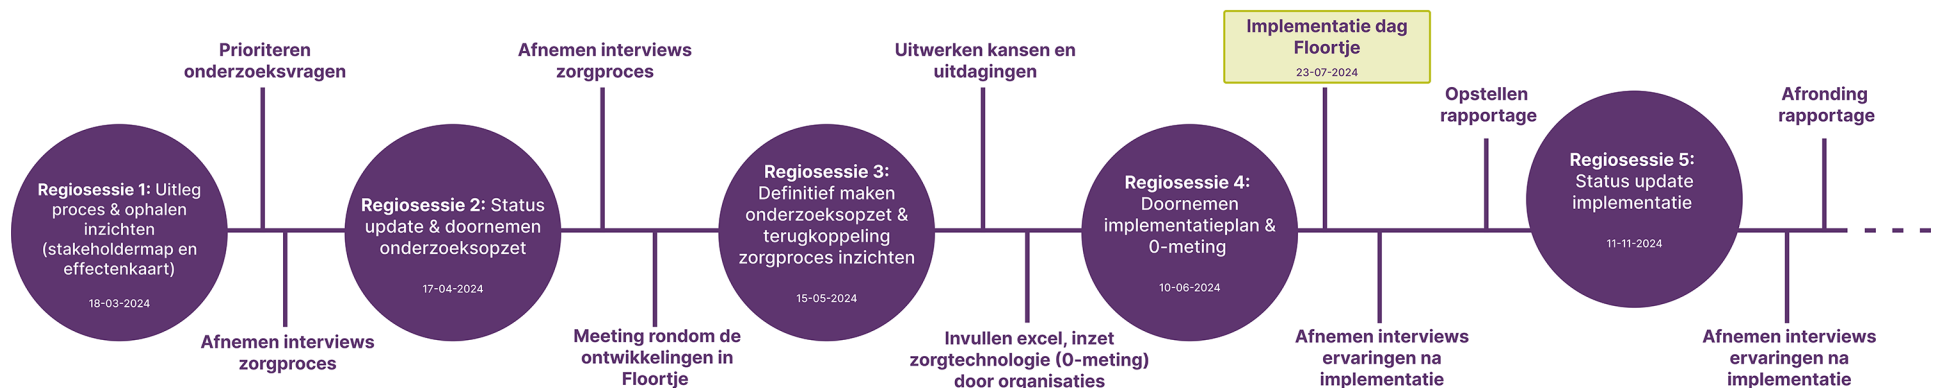 Prioriteren
onderzoeksvragen
Afnemen interviews
zorgproces
Uitwerken kansen en
uitdagingen
Implementatie dag
Floortje
23-07-2024
Opstellen
rapportage
Afronding
rapportage
Regiosessie 1: Uitleg
proces & ophalen
inzichten
(stakeholdermap en
effectenkaart)
18-03-2024
Regiosessie 2: Status
update & doornemen
onderzoeksopzet
17-04-2024
Regiosessie 3:
Definitief maken
onderzoeksopzet &
terugkoppeling
zorgproces inzichten
15-05-2024
Regiosessie 4:
Doornemen
implementatieplan &
0-meting
10-06-2024
Regiosessie 5:
Status update
implementatie
11-11-2024
Afnemen interviews
zorgproces
Meeting rondom de
ontwikkelingen in
Floortje
Invullen excel, inzet
zorgtechnologie (0-meting)
door organisaties
Afnemen interviews
ervaringen na
implementatie
Afnemen interviews
ervaringen na
implementatie